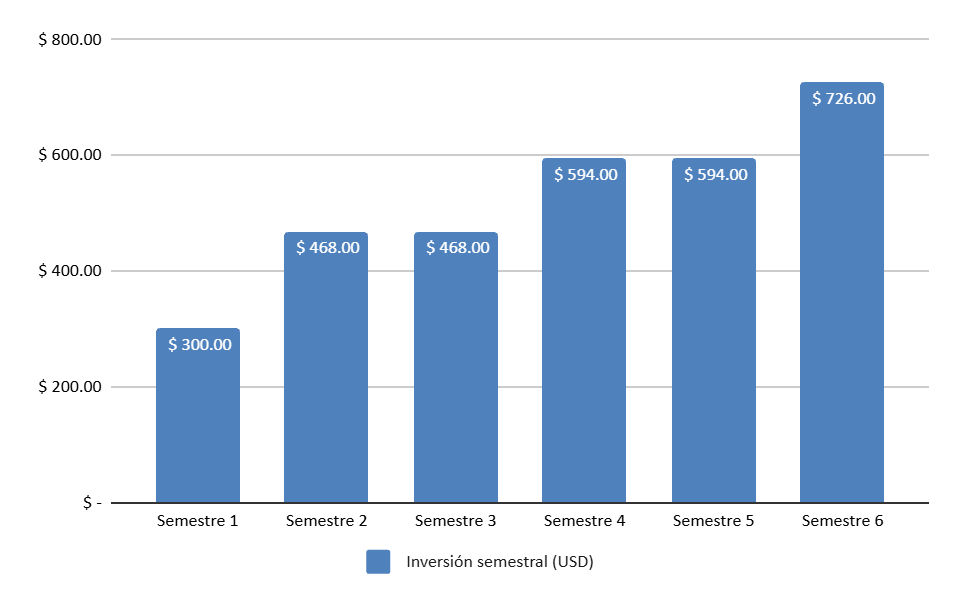 $ 800.00
$ 726.00
$ 600.00
$ 594.00
$ 594.00
$ 468.00
$ 468.00
$ 400.00
$ 300.00
$ 200.00
$ -
Semestre 1
Semestre 2
Semestre 3
Semestre 4
Semestre 5
Semestre 6
Inversión semestral (USD)